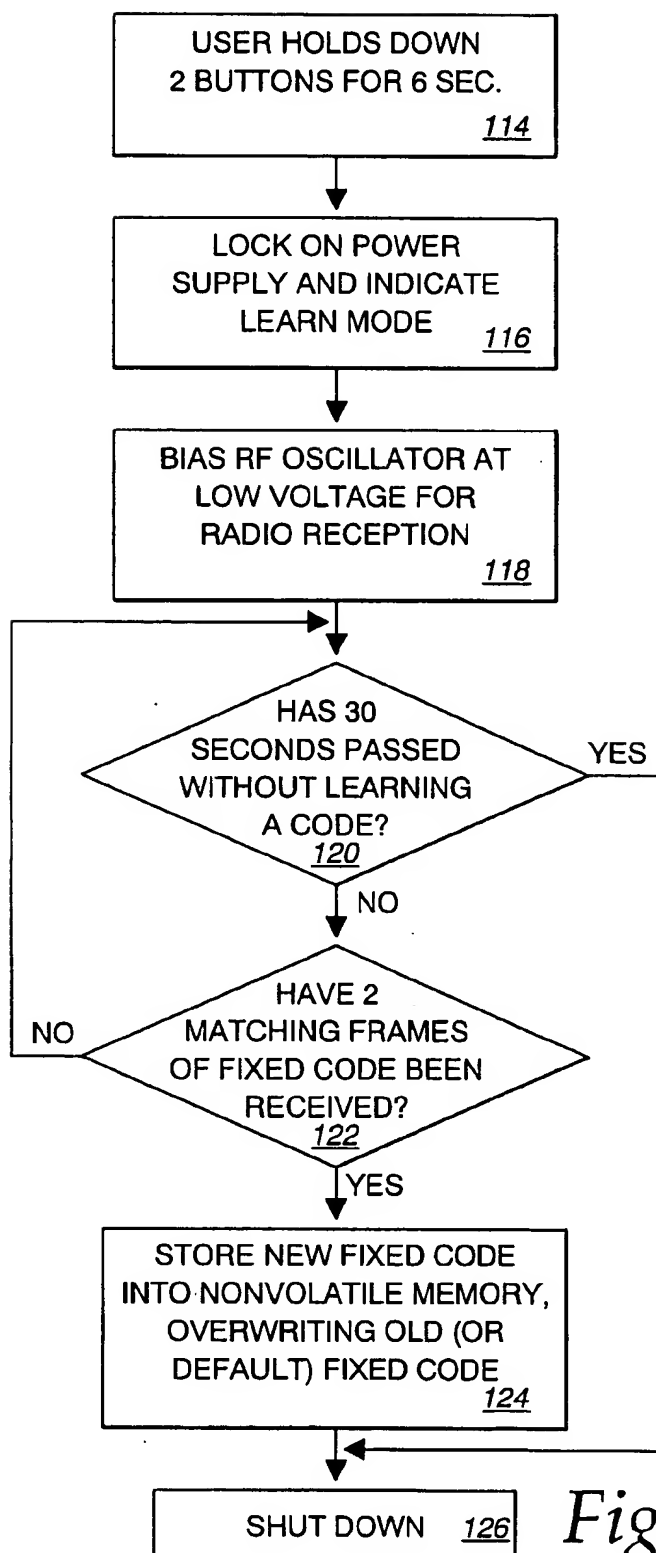 USER HOLDS DOWN
2 BUTTONS FOR 6 SEC.
114
LOCK ON POWER
SUPPLY AND INDICATE
LEARN MODE
116
BIAS RF OSCILLATOR AT
LOW VOLTAGE FOR
RADIO RECEPTION
118
HAS 30
SECONDS PASSED
WITHOUT LEARNING
A CODE?
120
YES
NO
HAVE 2
MATCHING FRAMES
OF FIXED CODE BEEN
RECEIVED?
122
NO
YES
STORE NEW FIXED CODE
INTO NONVOLATILE MEMORY,
OVERWRITING OLD (OR
DEFAULT) FIXED CODE
124
SHUT DOWN 126
Fig